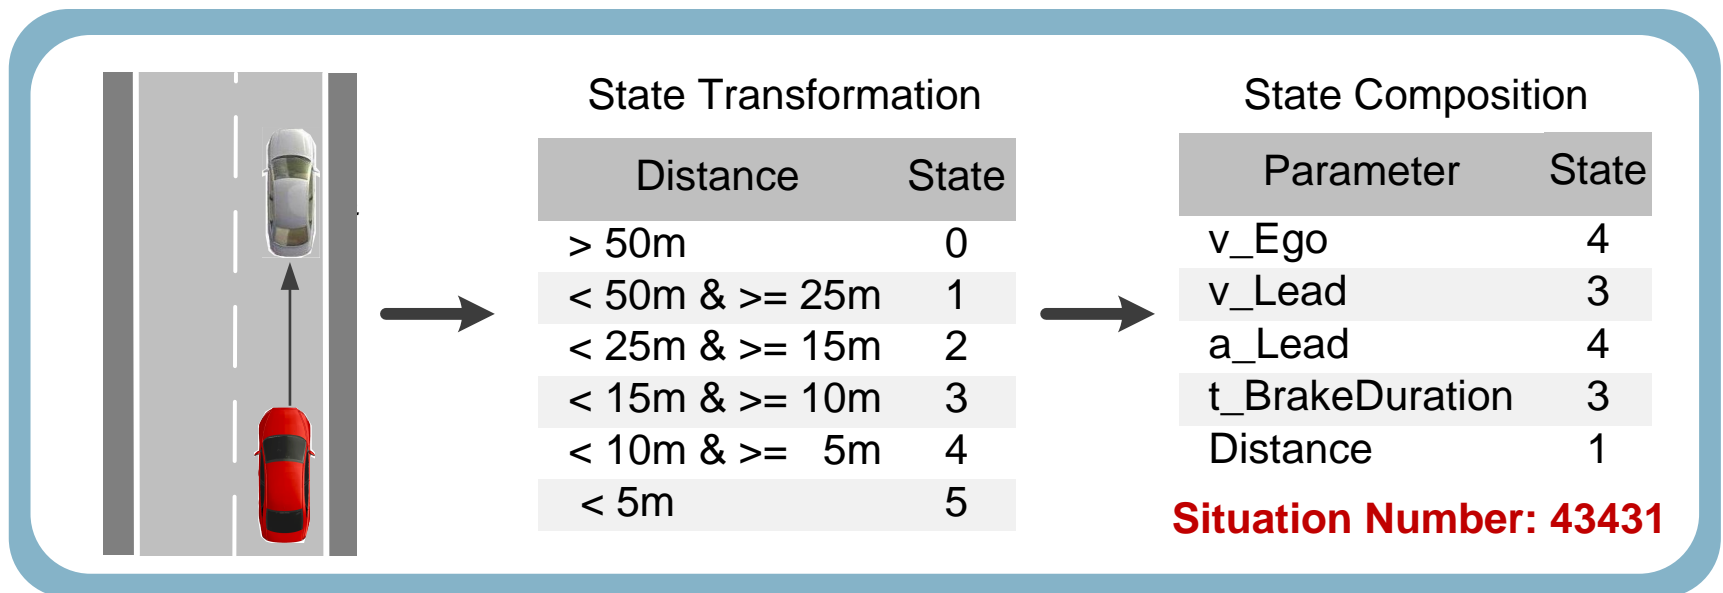 State Transformation
Distance State
> 50m 0
< 50m & >= 25m 1
< 25m & >= 15m 2
< 15m & >= 10m 3
< 10m & >= 5m 4
< 5m 5
State Composition
Parameter State
v_Ego 4
v_Lead 3
a_Lead 4
t_BrakeDuration 3
Distance 1
Situation Number: 43431